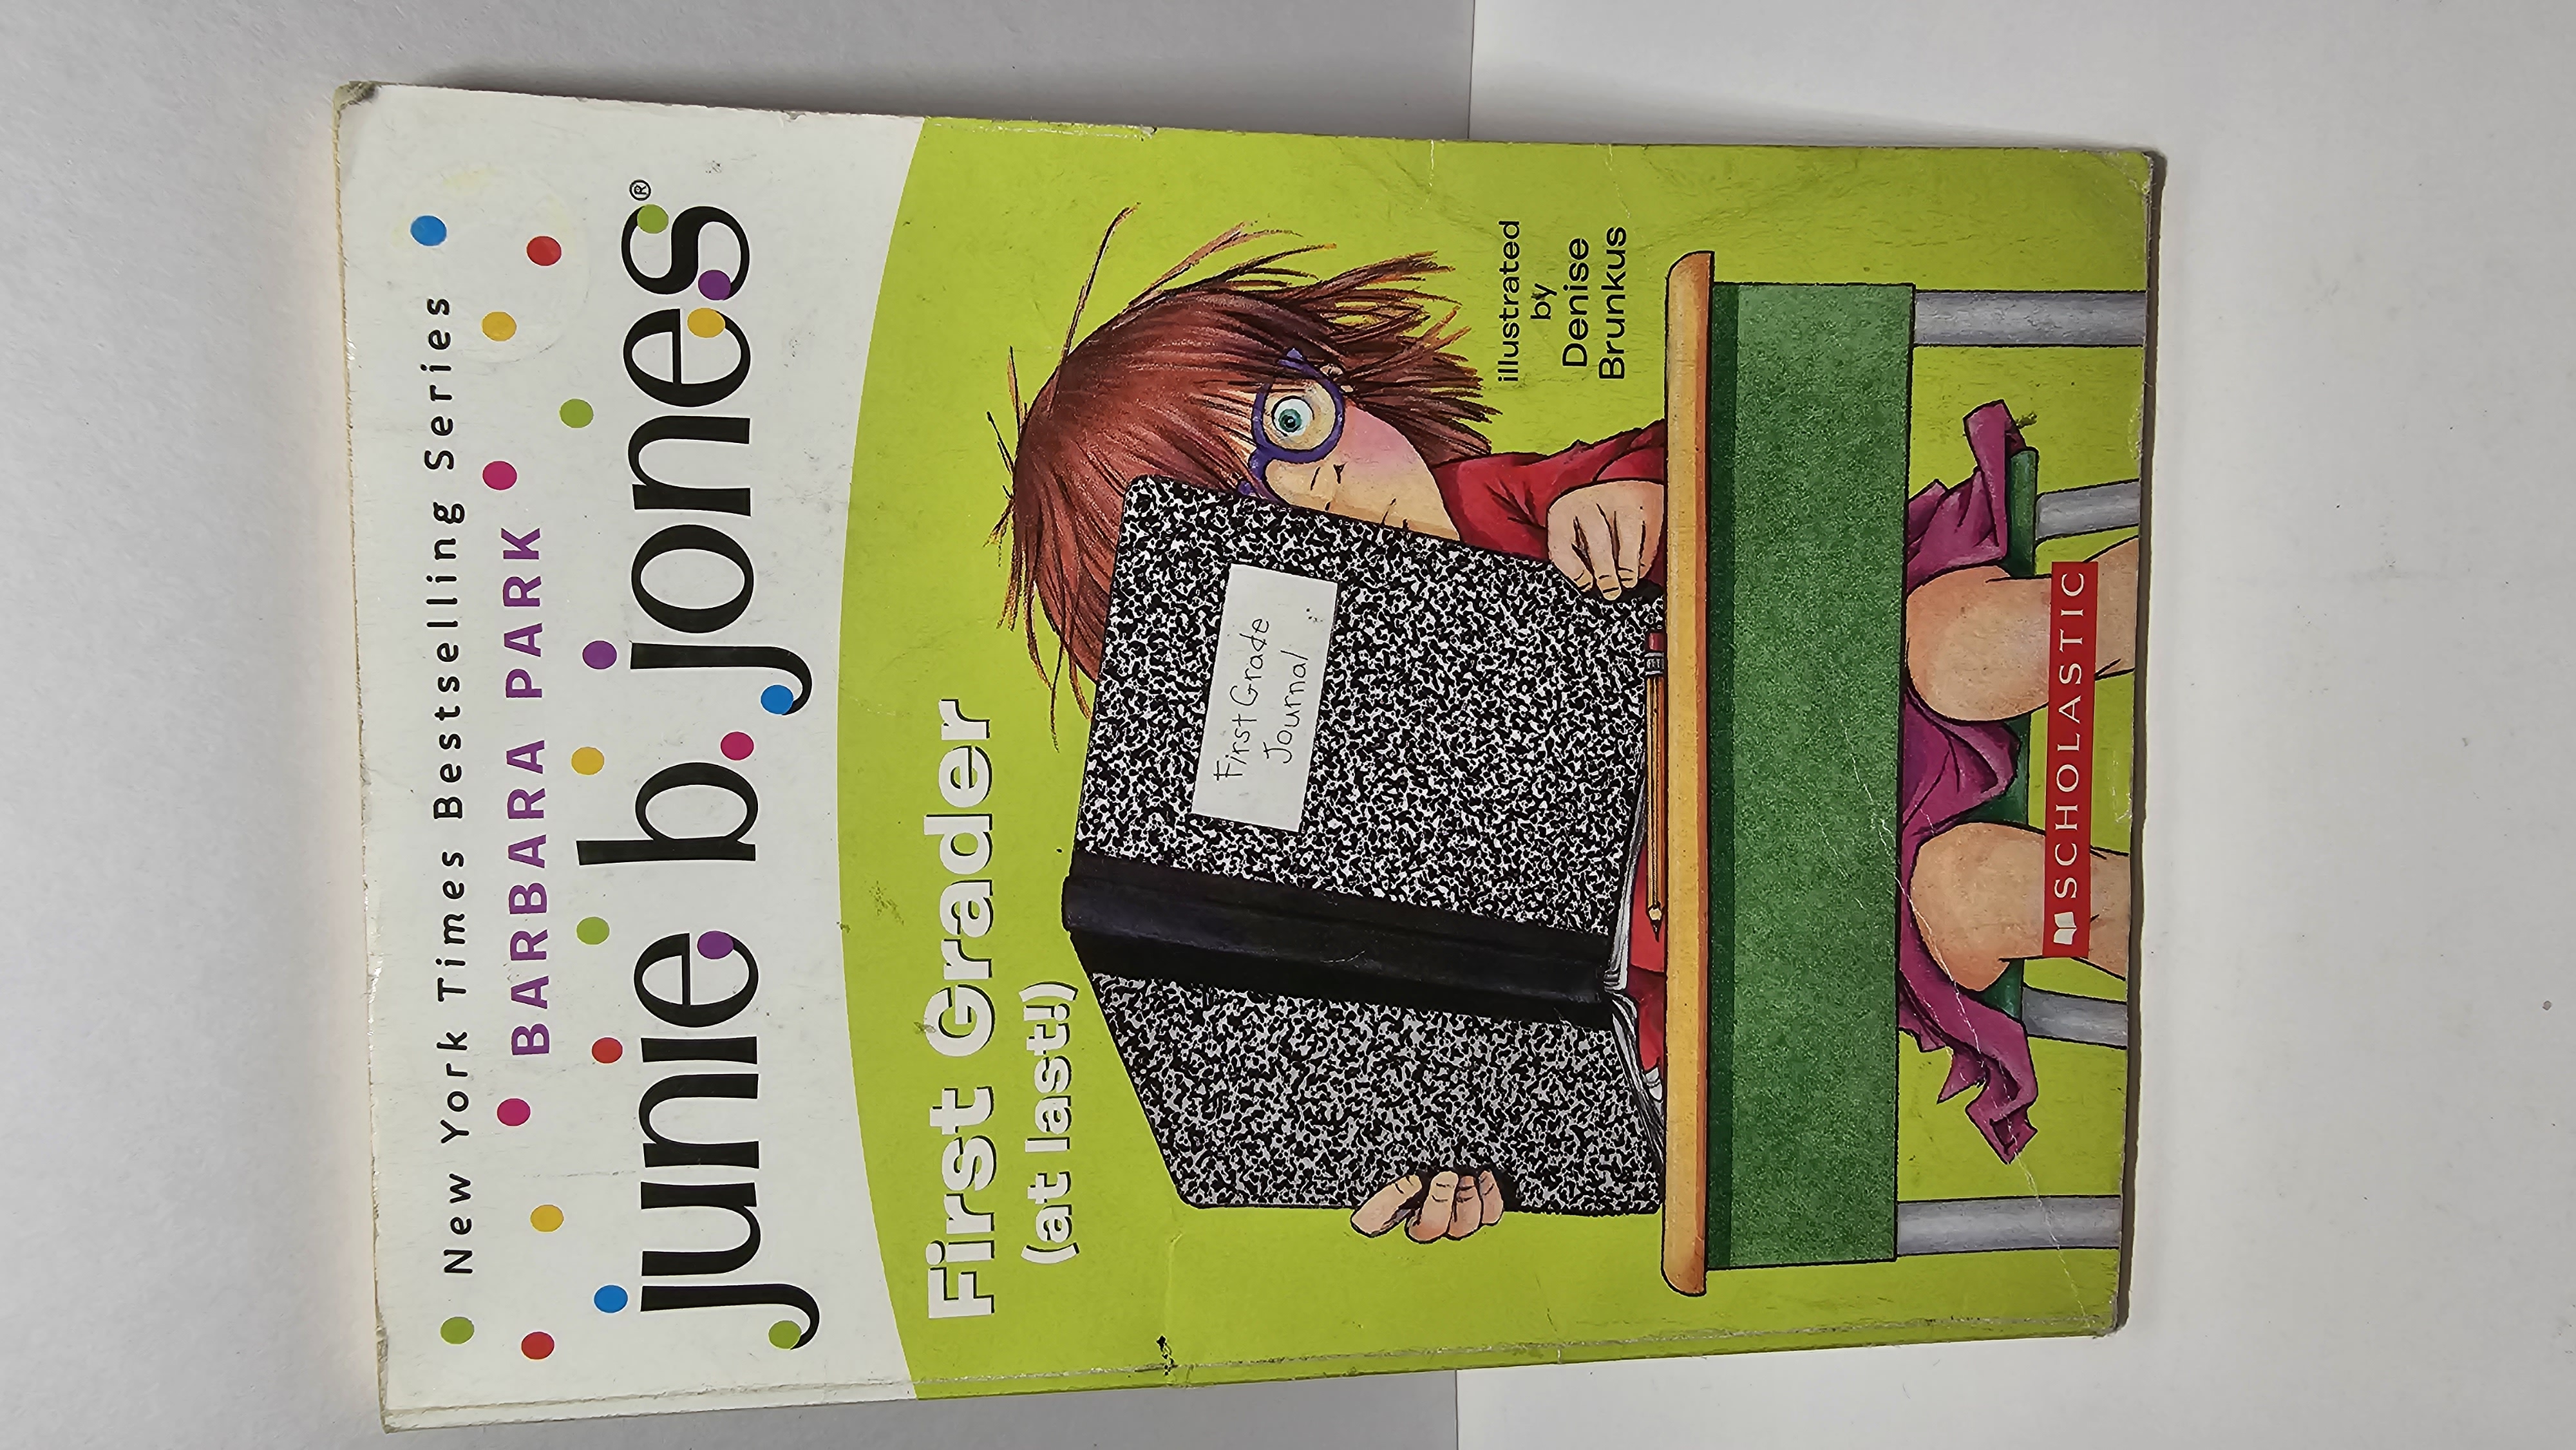 New York Times Bestselling Series
BARBARA PARK
junie b. jones®
First Grader
(at last!)
First Grade
Journal
illustrated
by
Denise
Brunkus
SCHOLASTIC